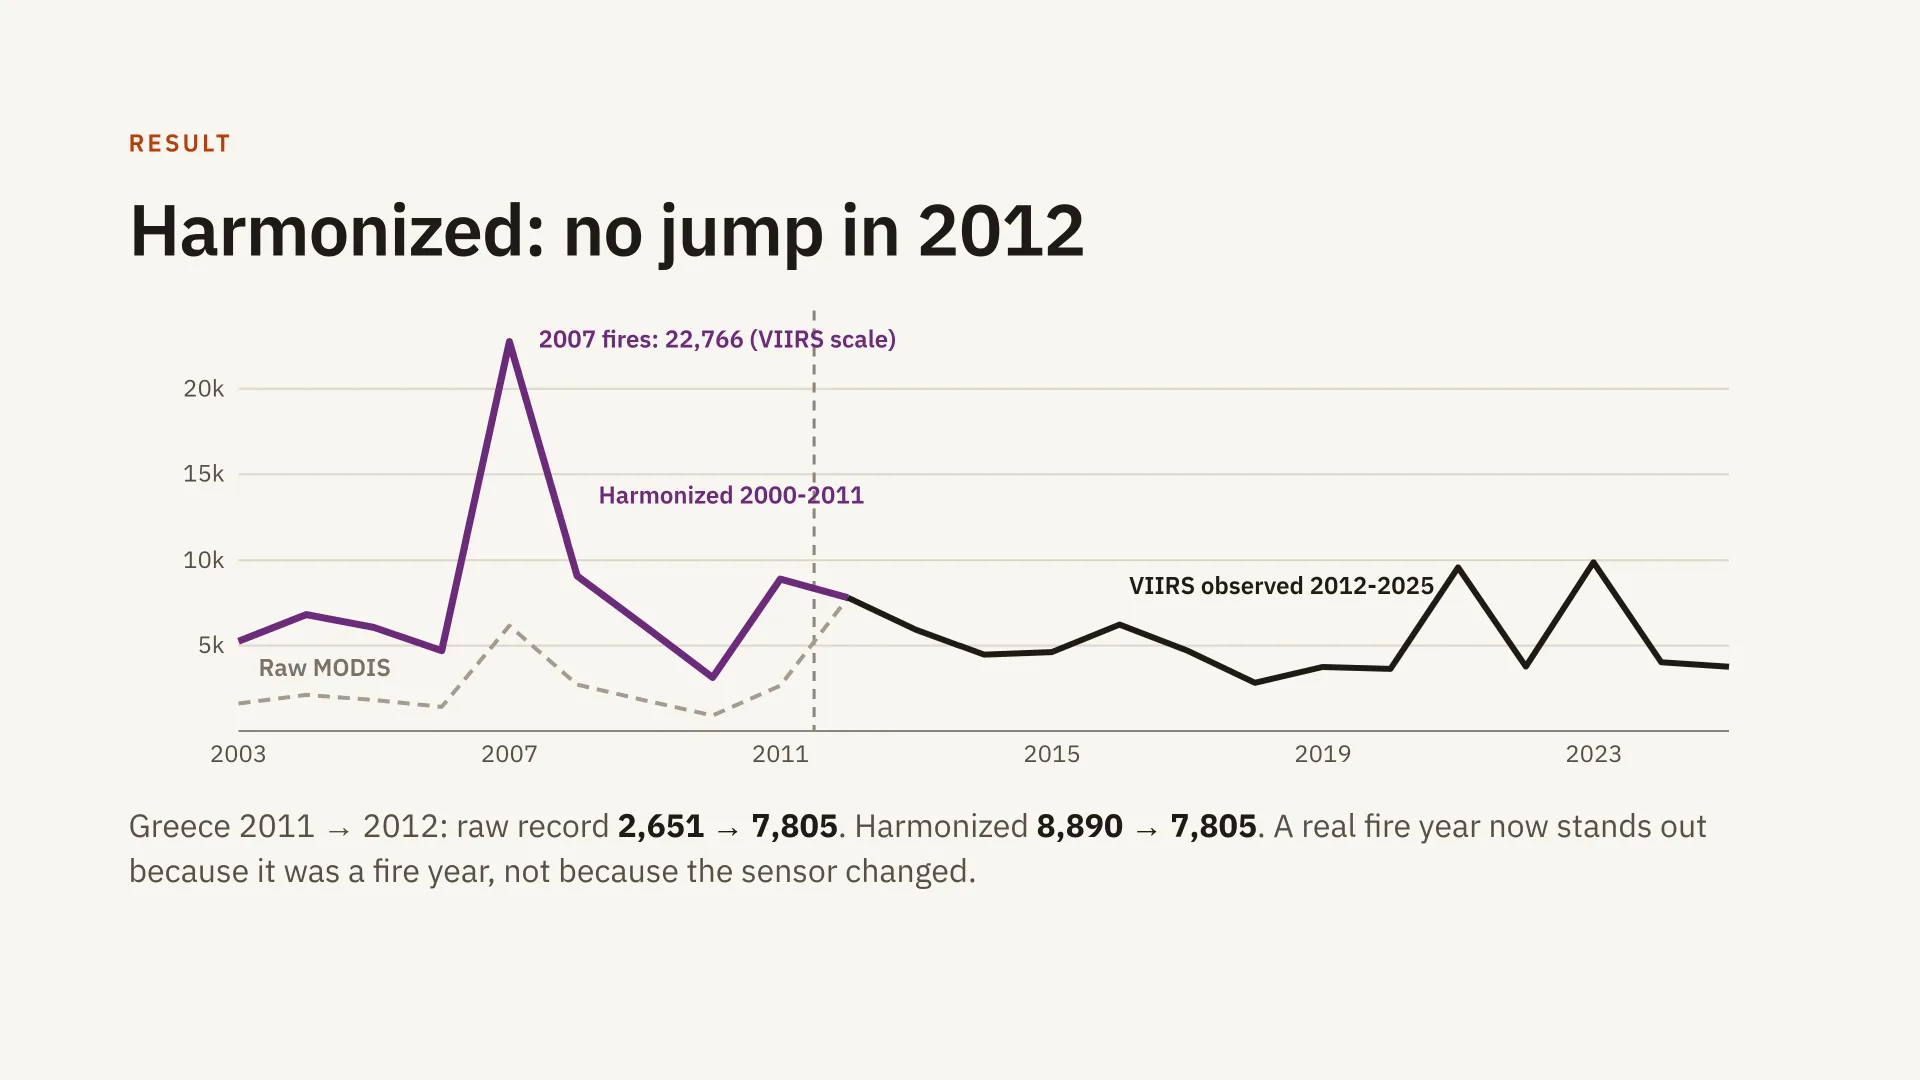 RESULT
Harmonized: no jump in 2012
2007 fires: 22,766 (VIIRS scale)
20k
15k
Harmonized 2000-2011
10k
VIIRS observed 2012-2025
5k
Raw MODIS
2003 2007 2011 2015 2019 2023
Greece 2011 → 2012: raw record 2,651 → 7,805. Harmonized 8,890 → 7,805. A real fire year now stands out
because it was a fire year, not because the sensor changed.